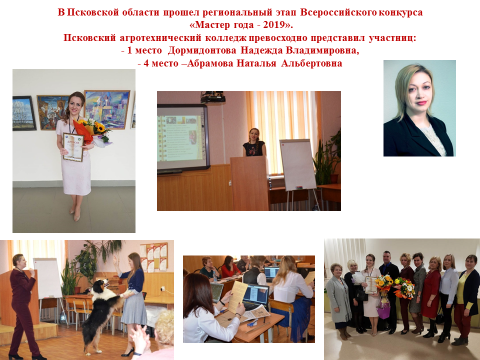 В Псковской области прошел региональный этап Всероссийского конкурса
«Мастер года - 2019».
Псковский агротехнический колледж превосходно представил участниц:
- 1 место Дормидонтова Надежда Владимировна,
- 4 место –Абрамова Наталья Альбертовна